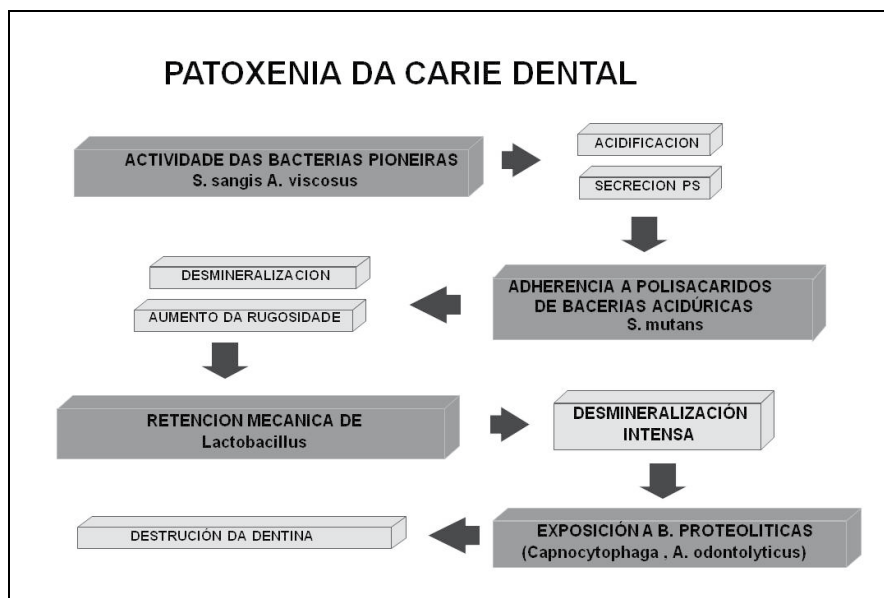 PATOXENIA DA CARIE DENTAL
ACTIVIDADE DAS BACTERIAS PIONEIRAS
S. sangis A. viscosus
ACIDIFICACION
SECRECION PS
ADHERENCIA A POLISACARIDOS
DE BACERIAS ACIDÚRICAS
S. mutans
DESMINERALIZACION
AUMENTO DA RUGOSIDADE
RETENCION MECANICA DE
Lactobacillus
DESMINERALIZACIÓN
INTENSA
EXPOSICIÓN A B. PROTEOLITICAS
(Capnocytophaga , A. odontolyticus)
DESTRUCIÓN DA DENTINA